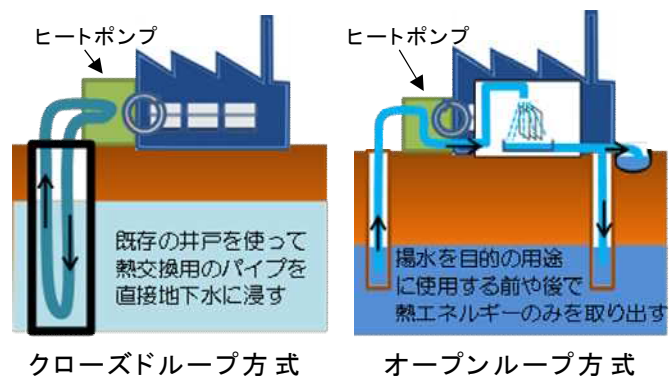 ヒートポンプ
既存の井戸を使って
熱交換用のパイプを
直接地下水に浸す
クローズドループ方式
ヒートポンプ
揚水を目的の用途
に使用する前や後で
熱エネルギーのみを取り出す
オープンループ方式